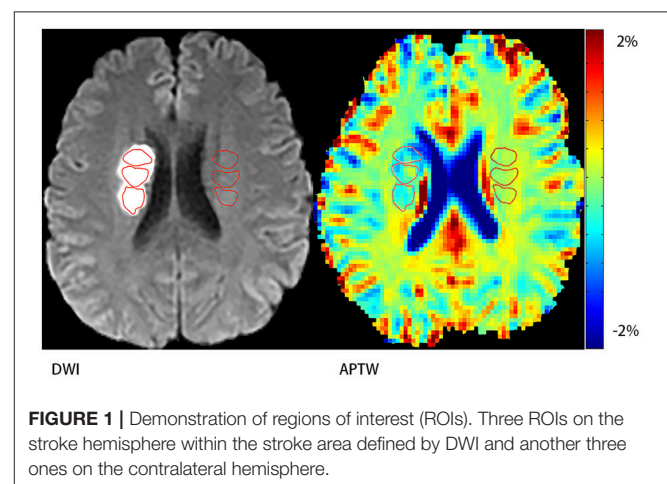 2%
-2%
DWI
APTW
FIGURE 1 | Demonstration of regions of interest (ROIs). Three ROIs on the
stroke hemisphere within the stroke area defined by DWI and another three
ones on the contralateral hemisphere.